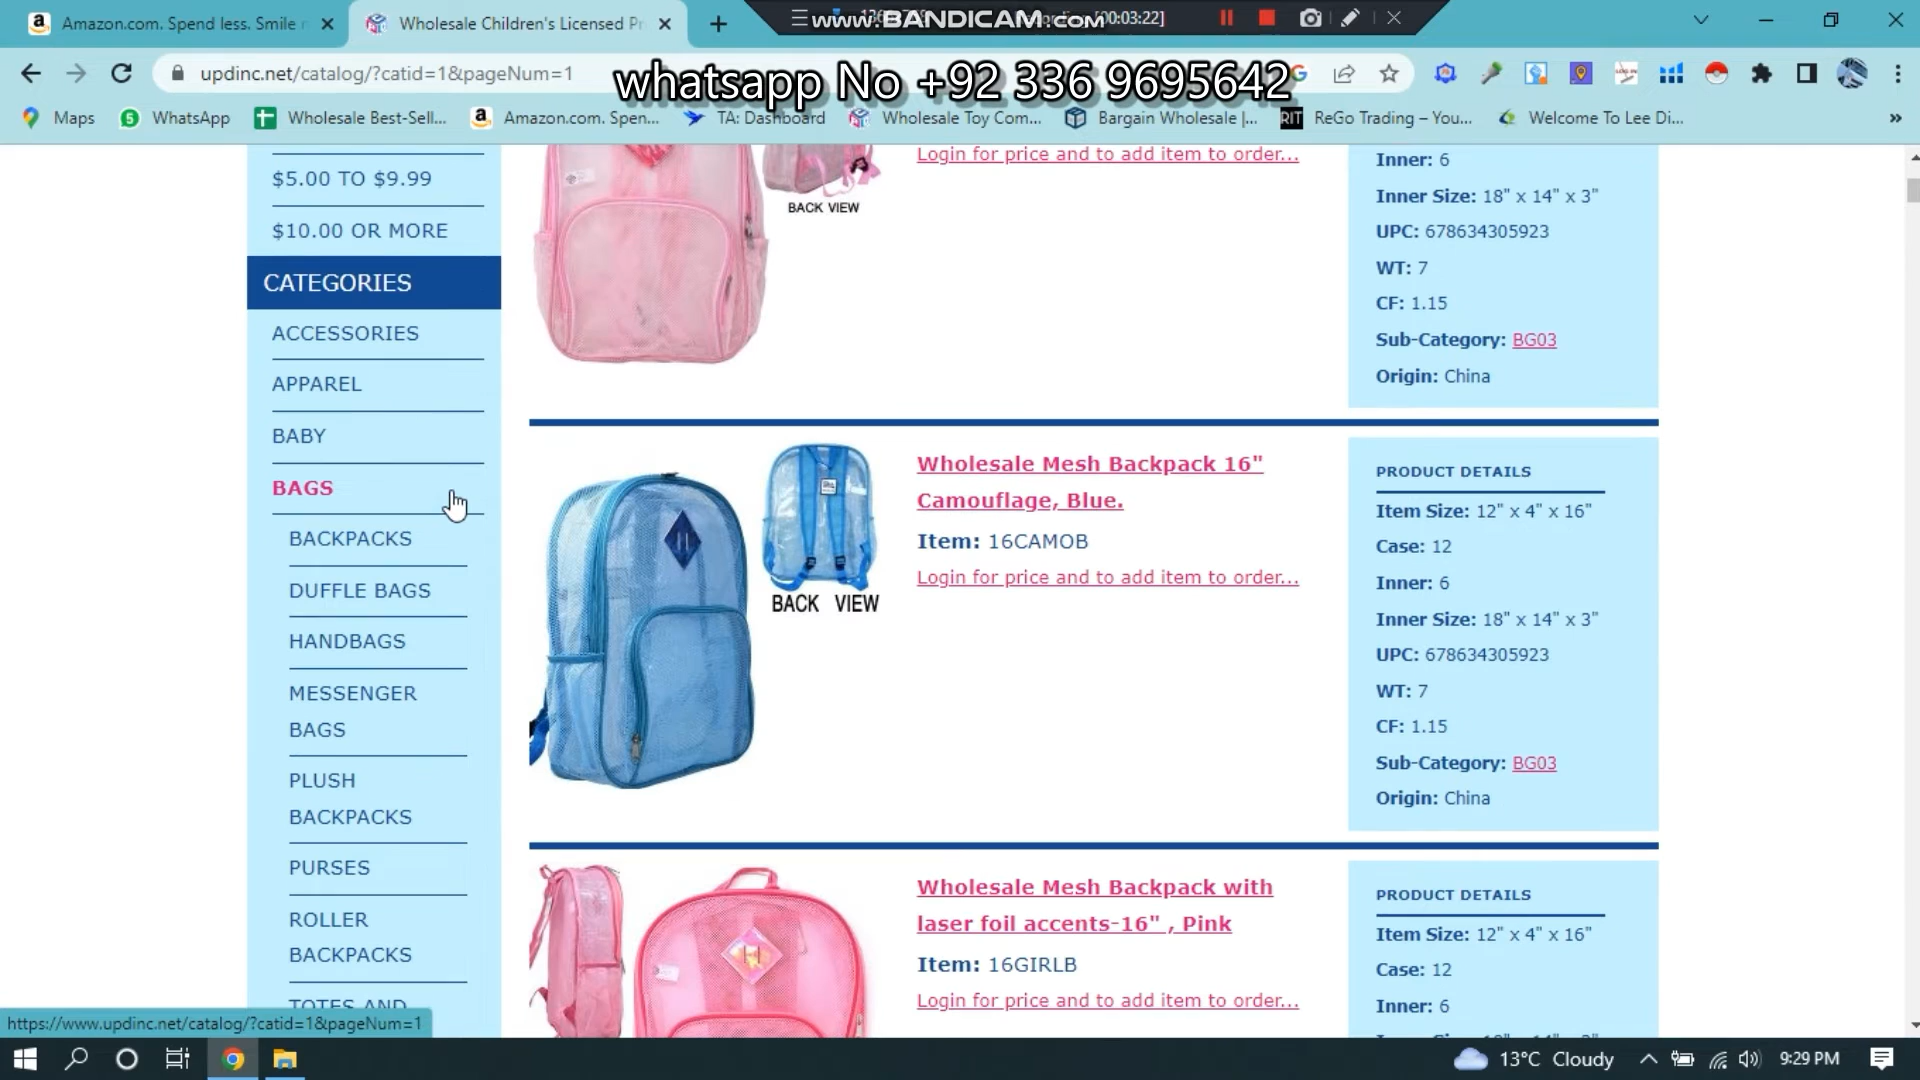 Amazon.com. Spend less. Smile m
Wholesale Children's Licensed Pr
www.BANDICAM.com
[00:03:22]
updinc.net/catalog/?catid=1&pageNum=1
whatsapp No +92 336 9695642
Maps
WhatsApp
Wholesale Best-Sell...
Amazon.com. Spen...
TA: Dashboard
Wholesale Toy Com...
Bargain Wholesale |...
RIT
ReGo Trading – You...
Welcome To Lee Di...
$5.00 TO $9.99
$10.00 OR MORE
CATEGORIES
ACCESSORIES
APPAREL
BABY
BAGS
BACKPACKS
DUFFLE BAGS
HANDBAGS
MESSENGER
BAGS
PLUSH
BACKPACKS
PURSES
ROLLER
BACKPACKS
TOTES AND
BACK VIEW
Login for price and to add item to order...
Inner: 6
Inner Size: 18" x 14" x 3"
UPC: 678634305923
WT: 7
CF: 1.15
Sub-Category: BG03
Origin: China
BACK VIEW
Wholesale Mesh Backpack 16"
Camouflage, Blue.
Item: 16CAMOB
Login for price and to add item to order...
PRODUCT DETAILS
Item Size: 12" x 4" x 16"
Case: 12
Inner: 6
Inner Size: 18" x 14" x 3"
UPC: 678634305923
WT: 7
CF: 1.15
Sub-Category: BG03
Origin: China
Wholesale Mesh Backpack with
laser foil accents-16" , Pink
Item: 16GIRLB
Login for price and to add item to order...
PRODUCT DETAILS
Item Size: 12" x 4" x 16"
Case: 12
Inner: 6
https://www.updinc.net/catalog/?catid=1&pageNum=1
13°C Cloudy
9:29 PM